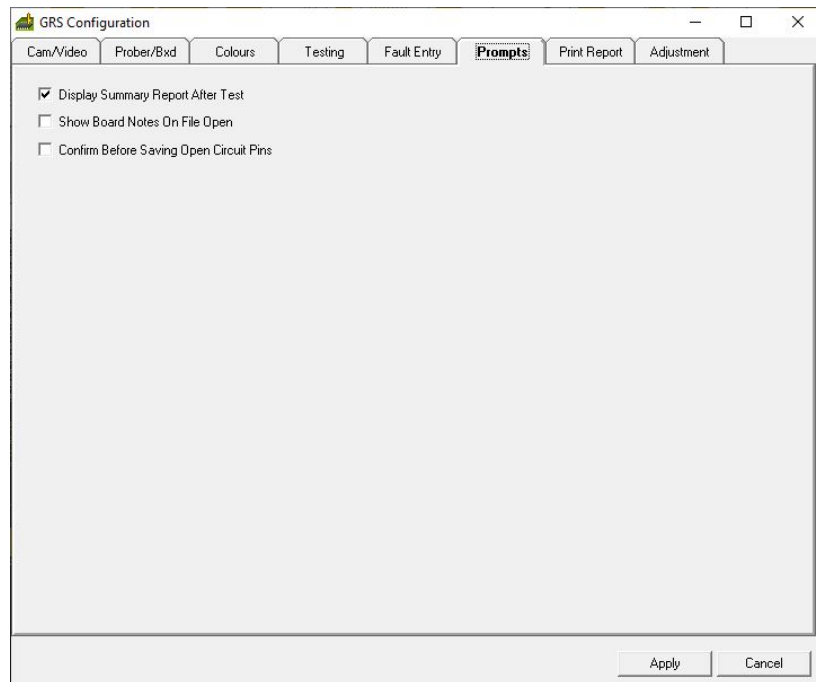 GRS Configuration
Cam/Video Prober/Bxd Colours Testing Fault Entry Prompts Print Report Adjustment
Display Summary Report After Test
Show Board Notes On File Open
Confirm Before Saving Open Circuit Pins
Apply Cancel